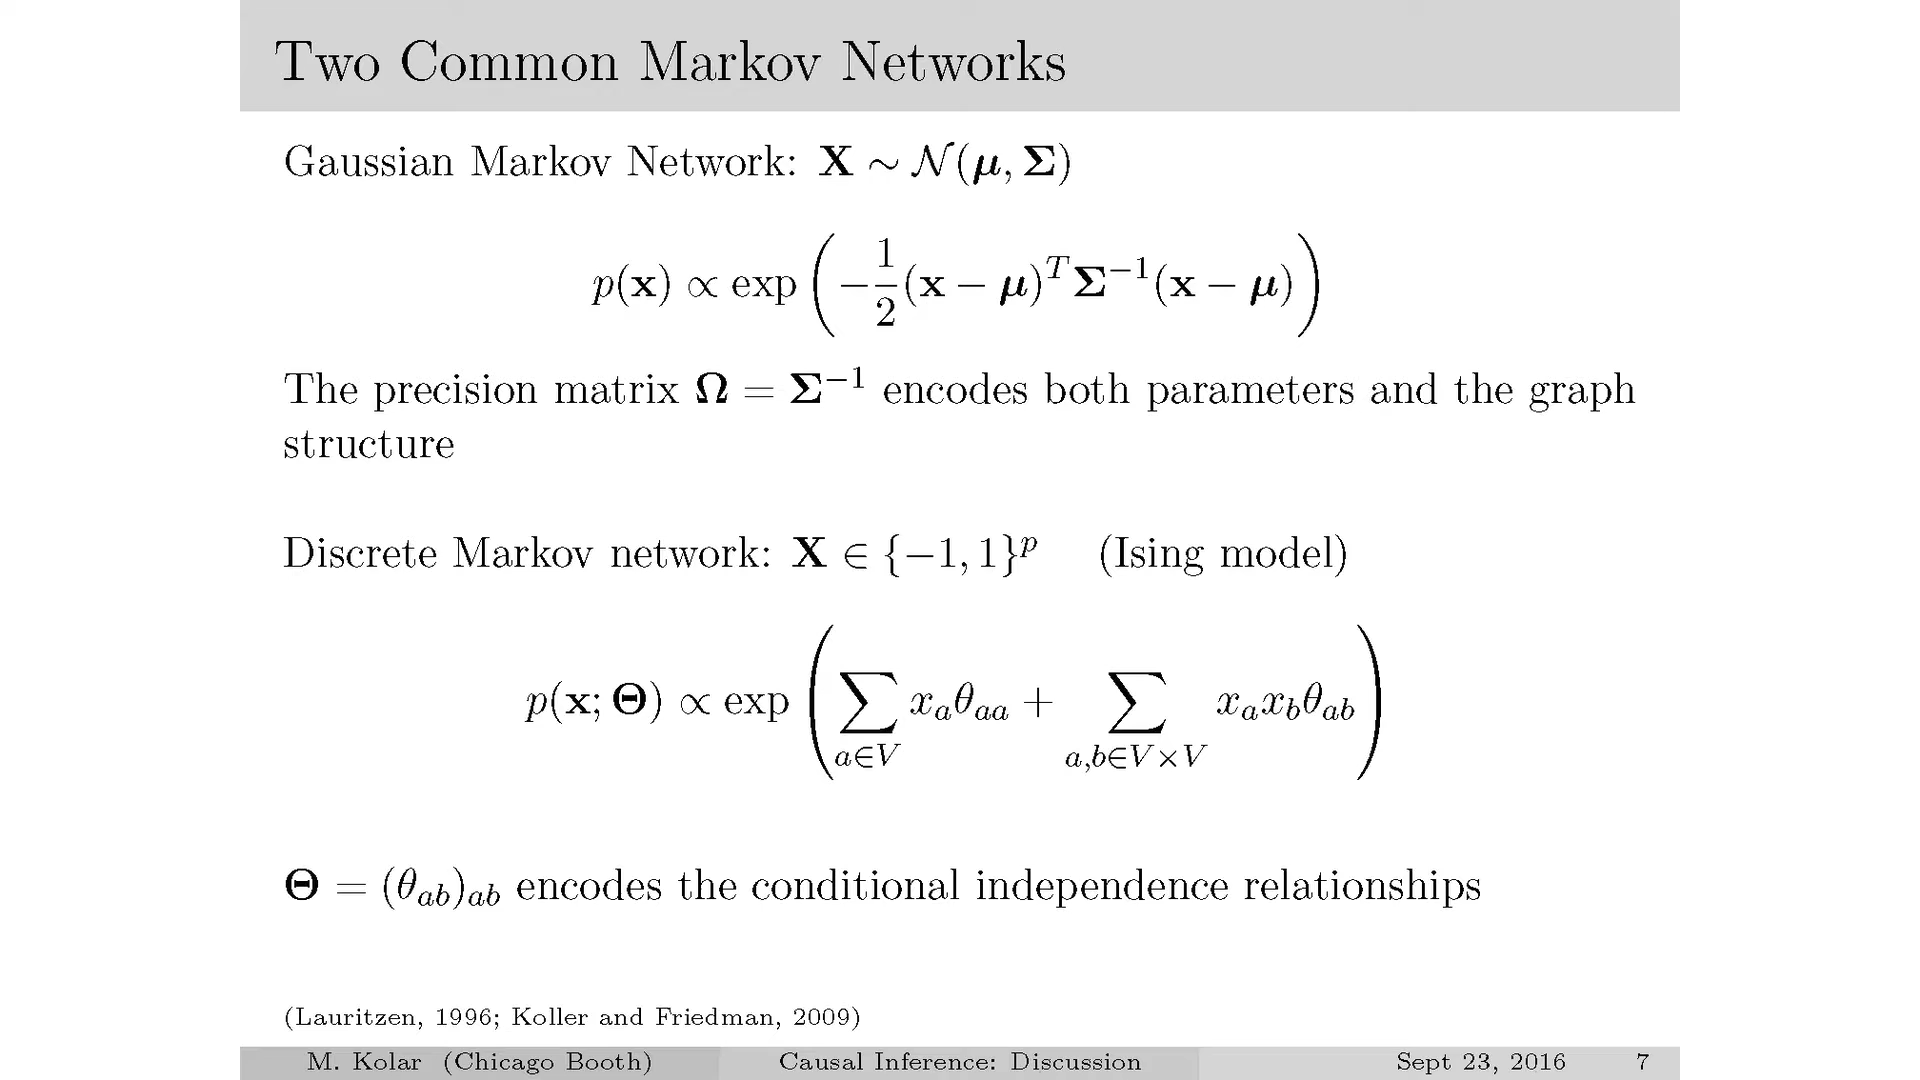 Two Common Markov Networks
Gaussian Markov Network: X ∼ 𝒩(μ, Σ)
p(x) ∝ exp(−1/2 (x − μ)^T Σ^−1 (x − μ))
The precision matrix Ω = Σ^−1 encodes both parameters and the graph
structure
Discrete Markov network: X ∈ {−1, 1}^p (Ising model)
p(x; Θ) ∝ exp(∑_{a∈V} x_a θ_{aa} + ∑_{a,b∈V×V} x_a x_b θ_{ab})
Θ = (θ_{ab})_{ab} encodes the conditional independence relationships
(Lauritzen, 1996; Koller and Friedman, 2009)
M. Kolar (Chicago Booth) Causal Inference: Discussion Sept 23, 2016 7